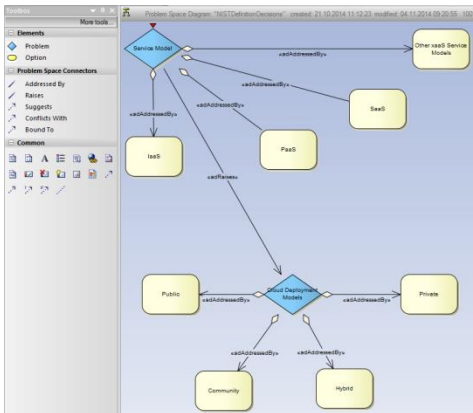 Toolbox
More tools...
Elements
Problem
Option
Problem Space Connectors
Addressed By
Raises
Suggests
Conflicts With
Bound To
Common
Problem Space Diagram: "NISTDefinitionDecisions" created: 21.10.2014 11:12:23 modified: 04.11.2014 09:20:55
Service Model
«adAddressedBy»
Other xaaS Service
Models
«adAddressedBy»
«adAddressedBy»
«adAddressedBy»
SaaS
IaaS
PaaS
«adRaises»
Public
«adAddressedBy»
Cloud Deployment
Models
«adAddressedBy»
Private
«adAddressedBy»
«adAddressedBy»
Community
Hybrid